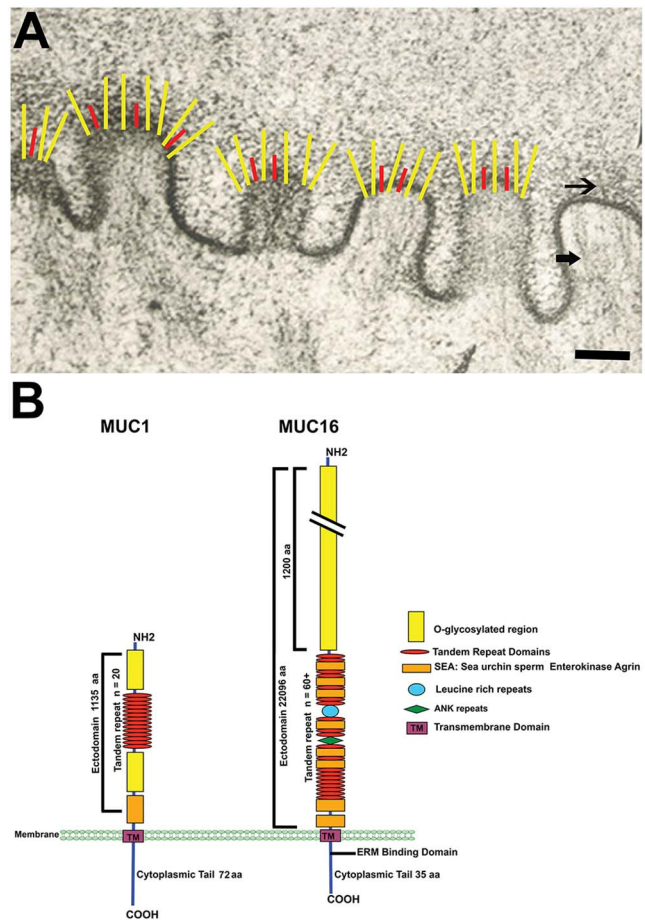 A
B
MUC1
MUC16
NH2
1200 aa
Ectodomain 22096 aa
Tandem repeat n = 60+
NH2
Ectodomain 1135 aa
Tandem repeat n = 20
O-glycosylated region
Tandem Repeat Domains
SEA: Sea urchin sperm Enterokinase Agrin
Leucine rich repeats
ANK repeats
TM Transmembrane Domain
Membrane
TM
TM
ERM Binding Domain
Cytoplasmic Tail 72 aa
Cytoplasmic Tail 35 aa
COOH
COOH